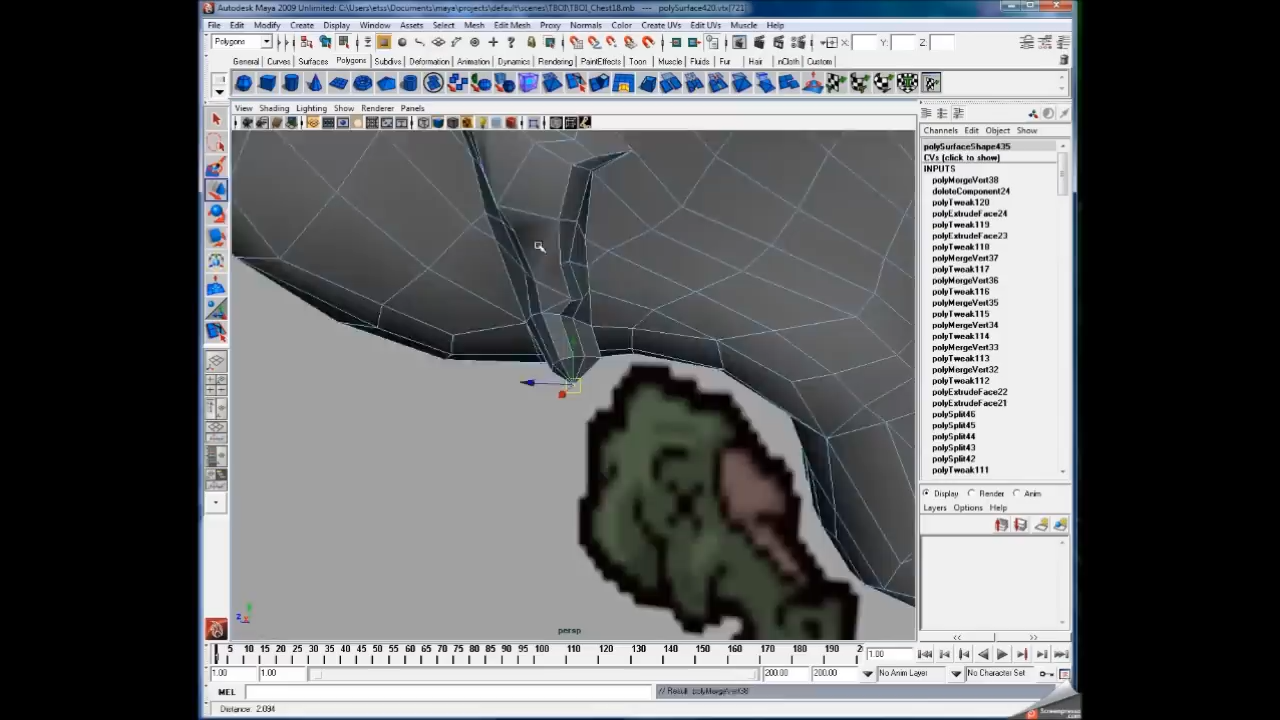 Autodesk Maya 2009 Unlimited: C:\Users\etss\Documents\maya\projects\default\scenes\TBOI\TBOI_Chest18.mb --- polySurface420.vtx[721]
File Edit Modify Create Display Window Assets Select Mesh Edit Mesh Proxy Normals Color Create UVs Edit UVs Muscle Help
Polygons X: Y: Z:
General Curves Surfaces Polygons Subdivs Deformation Animation Dynamics Rendering PaintEffects Toon Muscle Fluids Fur Hair nCloth Custom
View Shading Lighting Show Renderer Panels
Channels Edit Object Show
polySurfaceShape435
CVs (click to show)
INPUTS
polyMergeVert38
deleteComponent24
polyTweak120
polyExtrudeFace24
polyTweak119
polyExtrudeFace23
polyTweak118
polyMergeVert37
polyTweak117
polyMergeVert36
polyTweak116
polyMergeVert35
polyTweak115
polyMergeVert34
polyTweak114
polyMergeVert33
polyTweak113
polyMergeVert32
polyTweak112
polyExtrudeFace22
polyExtrudeFace21
polySplit46
polySplit45
polySplit44
polySplit43
polySplit42
polyTweak111
Display Render Anim
Layers Options Help
persp
5 10 15 20 25 30 35 40 45 50 55 60 65 70 75 80 85 90 95 100 110 120 130 140 150 160 170 180 190 2
1.00
1.00 1.00 200.00 200.00 No Anim Layer No Character Set
MEL // Result: polyMergeVert38
Distance: 2.094
Screenpresso